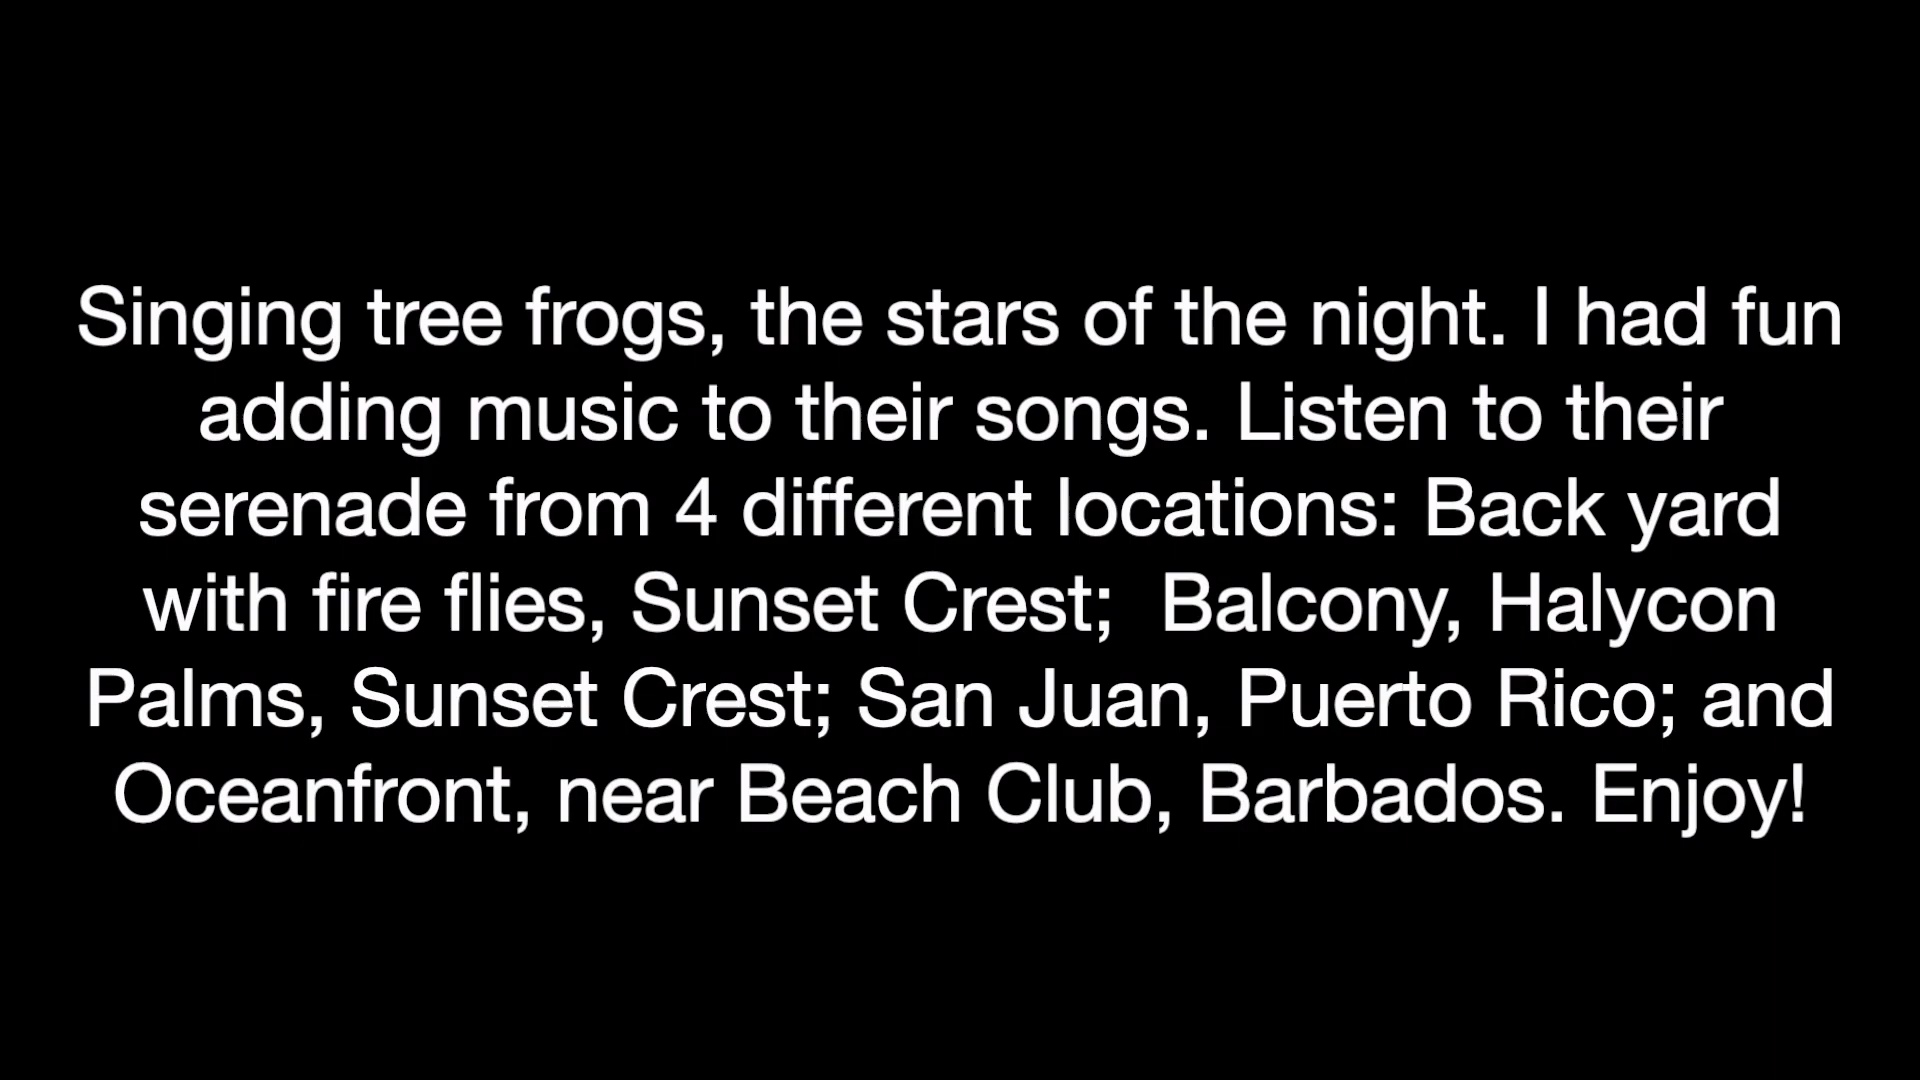 Singing tree frogs, the stars of the night. I had fun
adding music to their songs. Listen to their
serenade from 4 different locations: Back yard
with fire flies, Sunset Crest;  Balcony, Halycon
Palms, Sunset Crest; San Juan, Puerto Rico; and
Oceanfront, near Beach Club, Barbados. Enjoy!